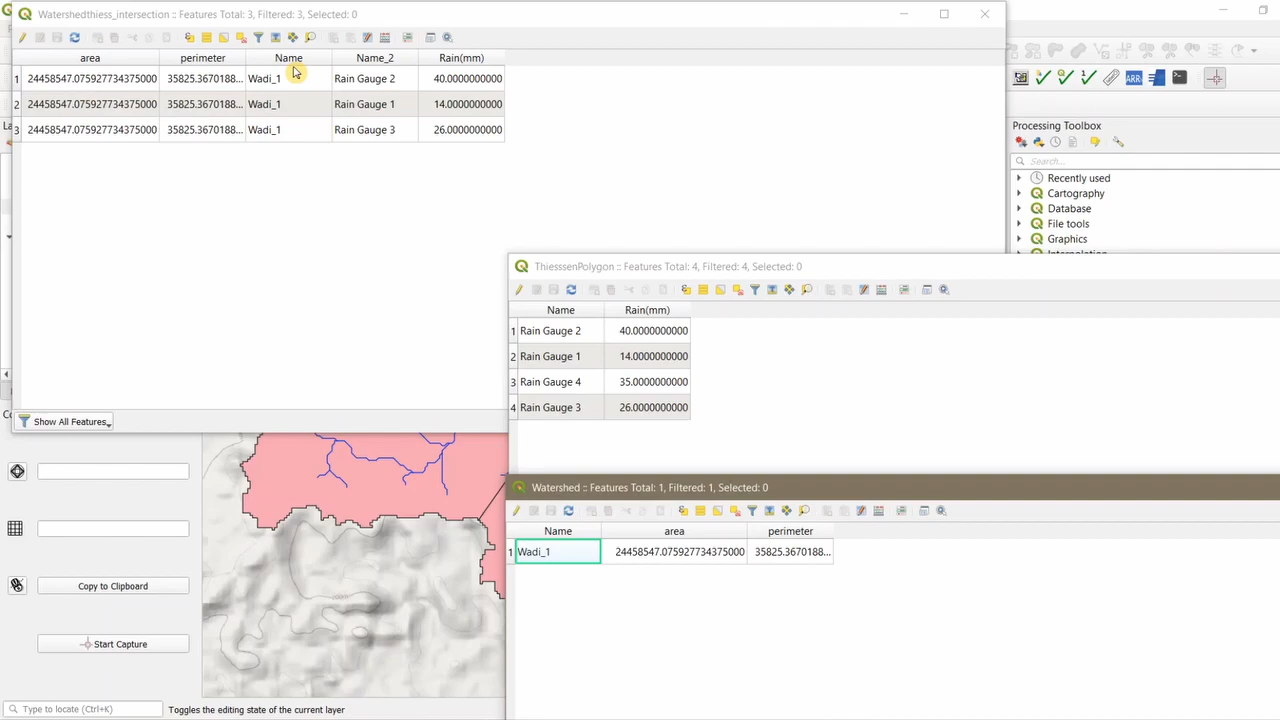 Watershedthiess_intersection :: Features Total: 3, Filtered: 3, Selected: 0
area perimeter Name Name_2 Rain(mm)
1 24458547.075927734375000 35825.3670188... Wadi_1 Rain Gauge 2 40.0000000000
2 24458547.075927734375000 35825.3670188... Wadi_1 Rain Gauge 1 14.0000000000
3 24458547.075927734375000 35825.3670188... Wadi_1 Rain Gauge 3 26.0000000000
Show All Features
Processing Toolbox
Search...
Recently used
Cartography
Database
File tools
Graphics
ThiesssenPolygon :: Features Total: 4, Filtered: 4, Selected: 0
Name Rain(mm)
1 Rain Gauge 2 40.0000000000
2 Rain Gauge 1 14.0000000000
3 Rain Gauge 4 35.0000000000
4 Rain Gauge 3 26.0000000000
Watershed :: Features Total: 1, Filtered: 1, Selected: 0
Name area perimeter
1 Wadi_1 24458547.075927734375000 35825.3670188...
Copy to Clipboard
Start Capture
Type to locate (Ctrl+K)
Toggles the editing state of the current layer